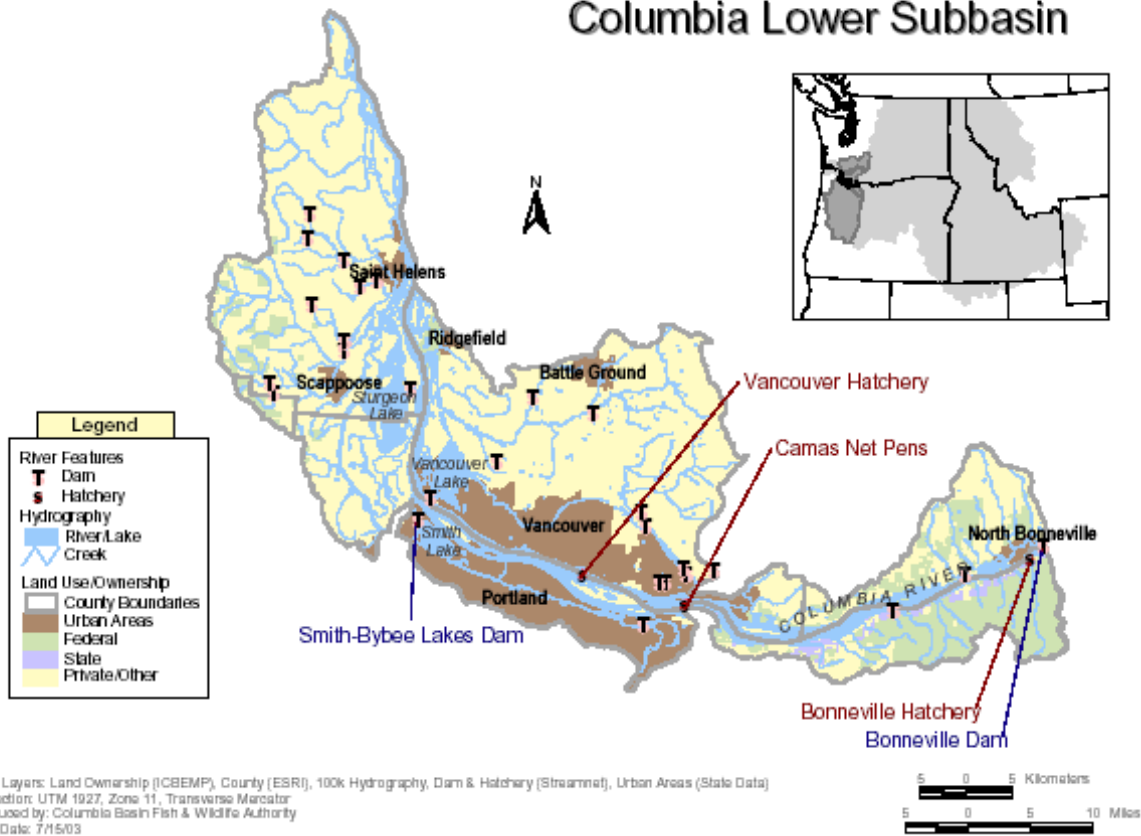 Columbia Lower Subbasin
N
Saint Helens
Ridgefield
Battle Ground
Scappoose
Sturgeon
Lake
Vancouver Hatchery
Camas Net Pens
Vancouver
Lake
Vancouver
Smith
Lake
North Bonneville
COLUMBIA RIVER
Portland
Smith-Bybee Lakes Dam
Bonneville Hatchery
Bonneville Dam
Legend
River Features
T Dam
s Hatchery
Hydrography
River/Lake
Creek
Land Use/Ownership
County Boundaries
Urban Areas
Federal
State
Private/Other
Layers: Land Ownership (ICBEMP), County (ESRI), 100k Hydrography, Dam & Hatchery (Streamnet), Urban Areas (State Data)
ction: UTM 1927, Zone 11, Transverse Mercator
uced by: Columbia Basin Fish & Wildlife Authority
Date: 7/15/03
5 0 5 Kilometers
5 0 5 10 Miles